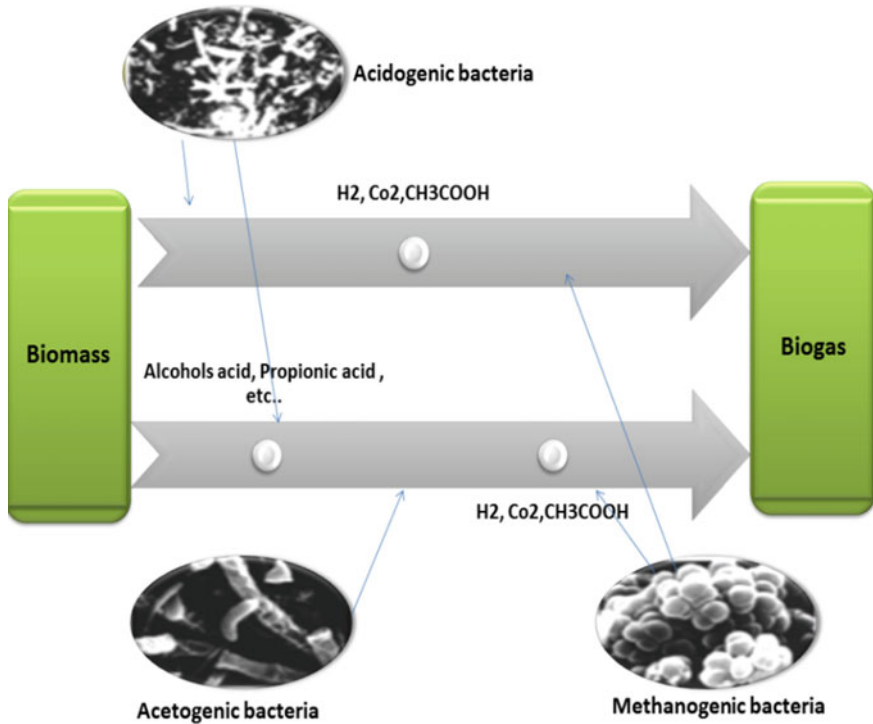 Acidogenic bacteria
H2, Co2,CH3COOH
Biomass
Biogas
Alcohols acid, Propionic acid ,
etc..
H2, Co2,CH3COOH
Acetogenic bacteria
Methanogenic bacteria